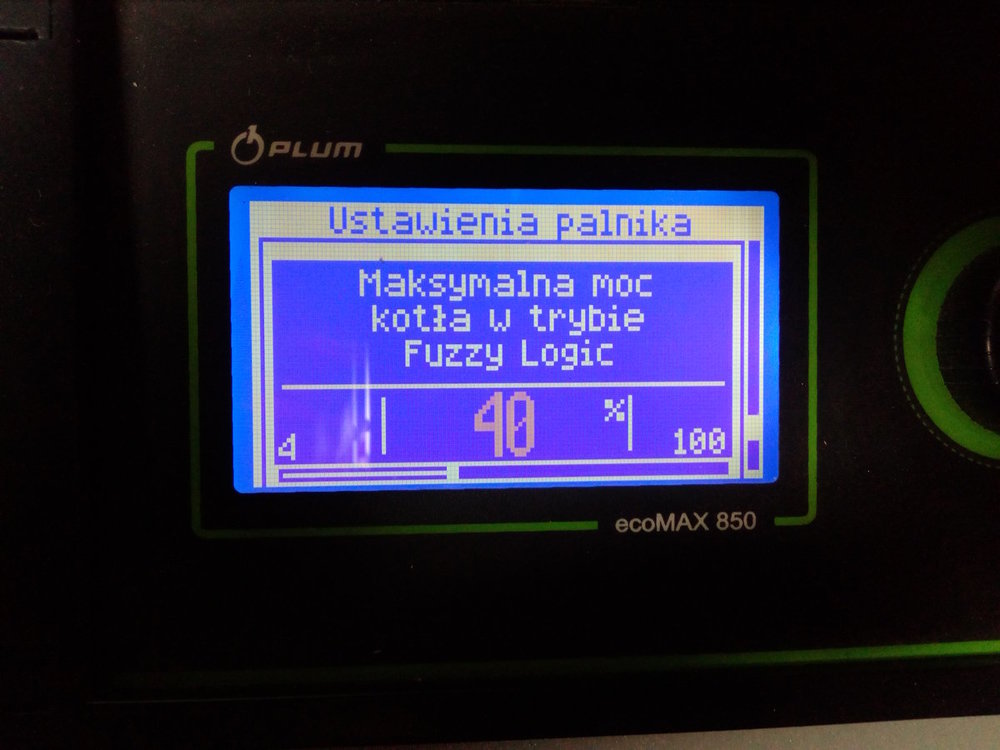 PLUM
Ustawienia palnika
Maksymalna moc
kotła w trybie
Fuzzy Logic
4 40 % 100
ecoMAX 850